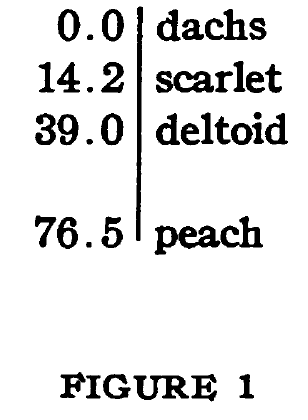 0.0 dachs
14.2 scarlet
39.0 deltoid
76.5 peach
FIGURE 1